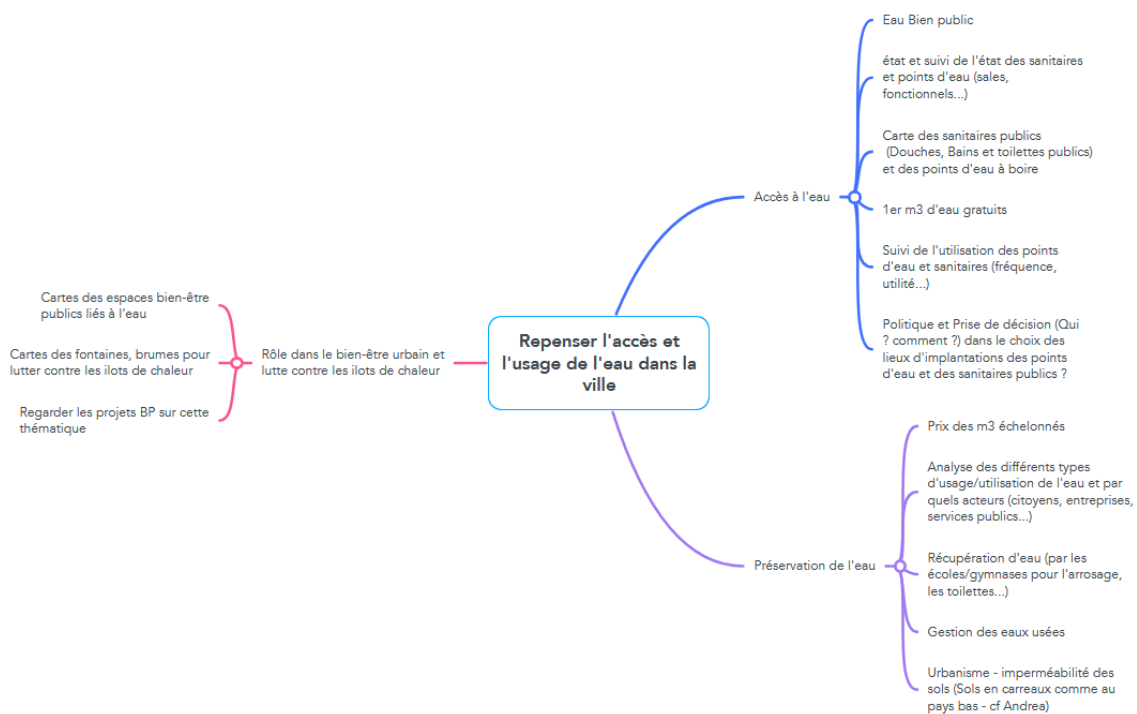 Repenser l'accès et
l'usage de l'eau dans la
ville
Accès à l'eau
Eau Bien public
état et suivi de l'état des sanitaires
et points d'eau (sales,
fonctionnels...)
Carte des sanitaires publics
(Douches, Bains et toilettes publics)
et des points d'eau à boire
1er m3 d'eau gratuits
Suivi de l'utilisation des points
d'eau et sanitaires (fréquence,
utilité...)
Politique et Prise de décision (Qui
? comment ?) dans le choix des
lieux d'implantations des points
d'eau et des sanitaires publics ?
Préservation de l'eau
Prix des m3 échelonnés
Analyse des différents types
d'usage/utilisation de l'eau et par
quels acteurs (citoyens, entreprises,
services publics...)
Récupération d'eau (par les
écoles/gymnases pour l'arrosage,
les toilettes...)
Gestion des eaux usées
Urbanisme - imperméabilité des
sols (Sols en carreaux comme au
pays bas - cf Andrea)
Rôle dans le bien-être urbain et
lutte contre les ilots de chaleur
Cartes des espaces bien-être
publics liés à l'eau
Cartes des fontaines, brumes pour
lutter contre les ilots de chaleur
Regarder les projets BP sur cette
thématique